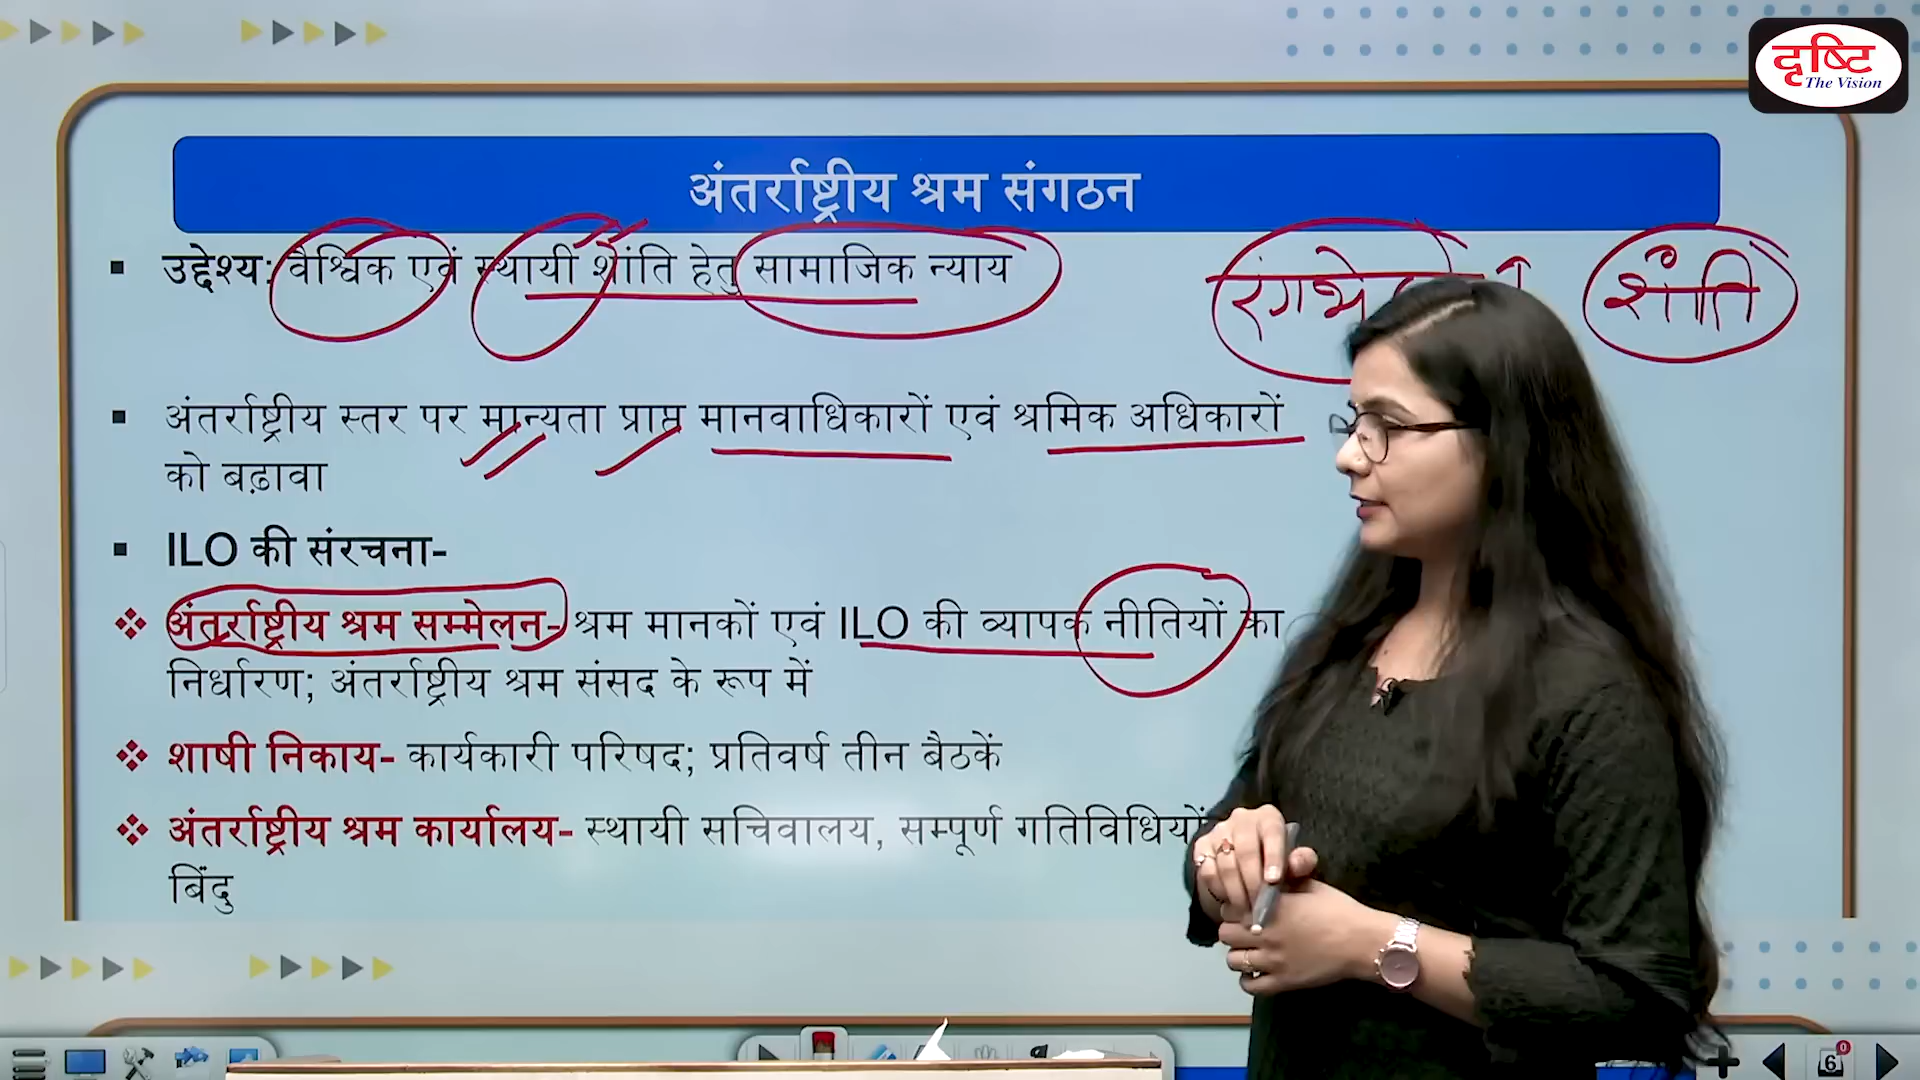 दृष्टि
The Vision
अंतर्राष्ट्रीय श्रम संगठन
उद्देश्य: वैश्विक एवं स्थायी शांति हेतु सामाजिक न्याय
शांति
अंतर्राष्ट्रीय स्तर पर मान्यता प्राप्त मानवाधिकारों एवं श्रमिक अधिकारों
को बढ़ावा
ILO की संरचना-
अंतर्राष्ट्रीय श्रम सम्मेलन- श्रम मानकों एवं ILO की व्यापक नीतियों का
निर्धारण; अंतर्राष्ट्रीय श्रम संसद के रूप में
शाषी निकाय- कार्यकारी परिषद; प्रतिवर्ष तीन बैठकें
अंतर्राष्ट्रीय श्रम कार्यालय- स्थायी सचिवालय, सम्पूर्ण गतिविधियों
बिंदु
6
0